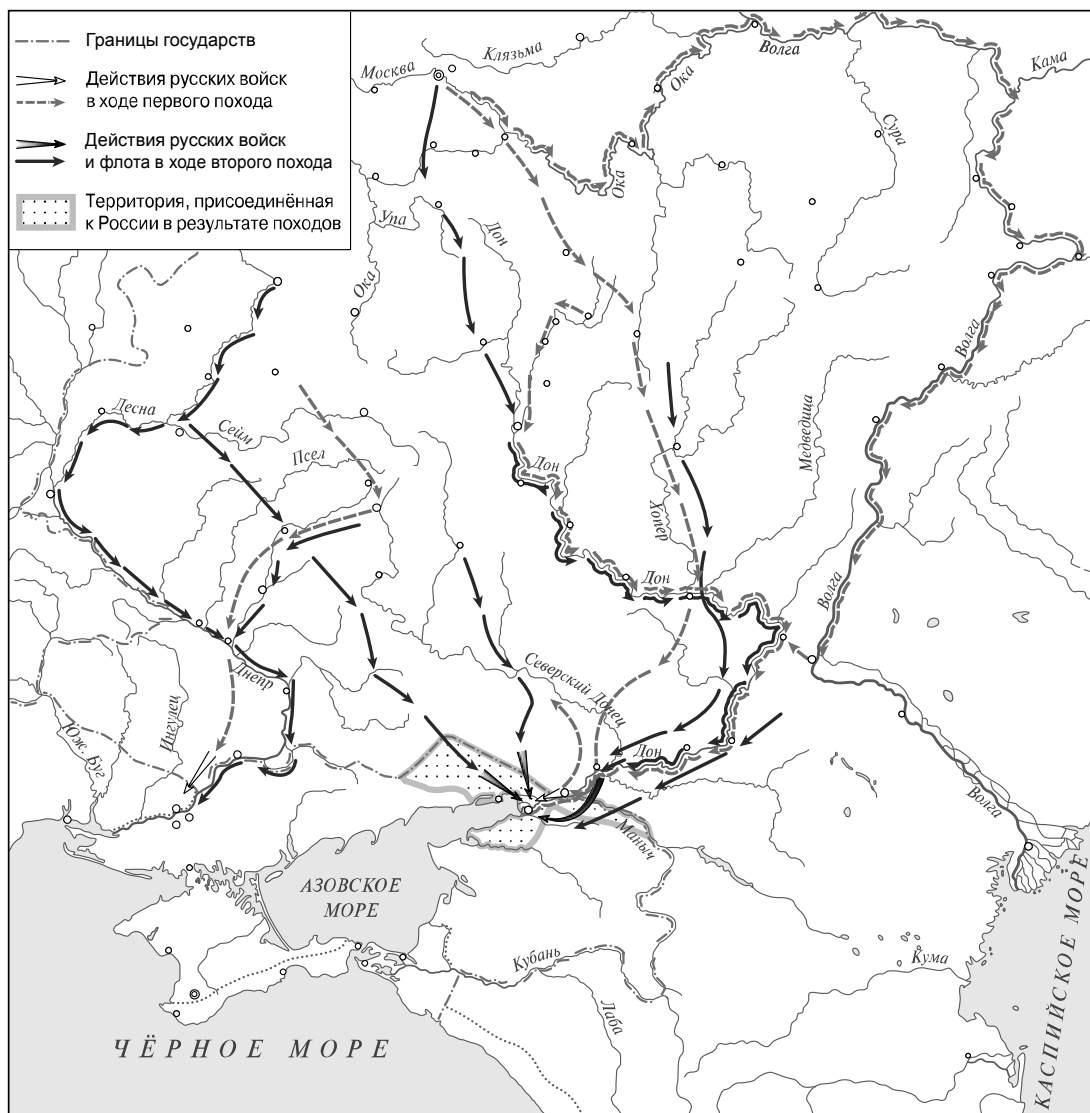 Границы государств
Действия русских войск
в ходе первого похода
Действия русских войск
и флота в ходе второго похода
Территория, присоединённая
к России в результате походов
Москва
Клязьма
Волга
Ока
Кама
Сура
Ока
Упа
Дон
Ока
Волга
Десна
Сейм
Псел
Медведица
Дон
Хопер
Дон
Волга
Северский Донец
Днепр
Ингулец
Юж. Буг
Дон
Волга
Маныч
АЗОВСКОЕ
МОРЕ
Кубань
Кума
Лаба
ЧЁРНОЕ МОРЕ
КАСПИЙСКОЕ МОРЕ